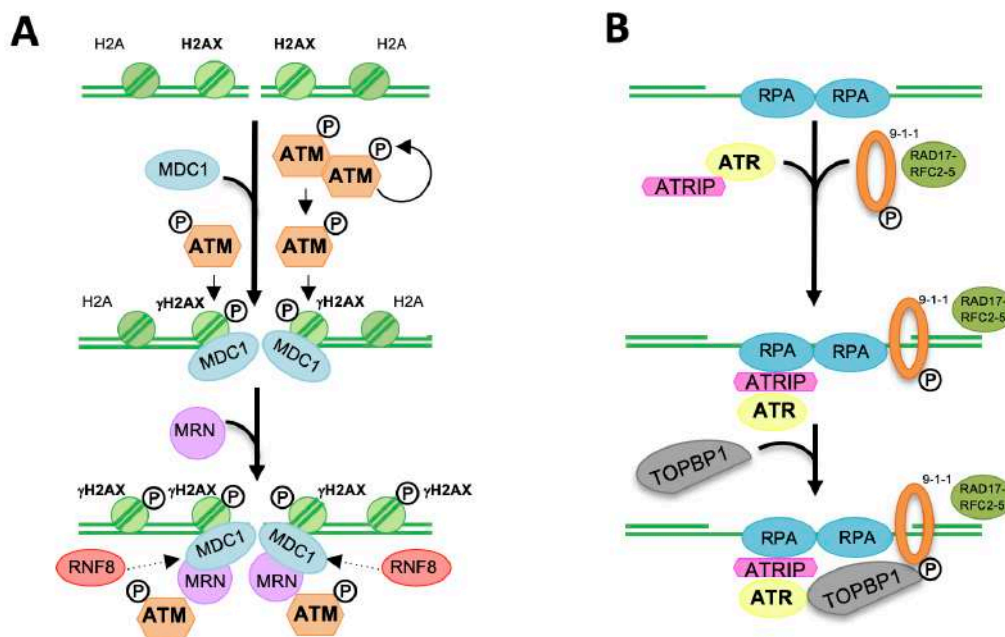 A
H2A H2AX H2AX H2A
MDC1
P
ATM
P
ATM
P
ATM
P
ATM
H2A γH2AX P P γH2AX H2A
MDC1 MDC1
MRN
γH2AX P γH2AX P P γH2AX P γH2AX
MDC1 MDC1
RNF8 RNF8
MRN MRN
P
ATM
P
ATM
B
RPA RPA
9-1-1
RAD17-
RFC2-5
ATR
ATRIP
P
9-1-1
RAD17-
RFC2-5
RPA RPA
ATRIP
P
ATR
TOPBP1
9-1-1
RAD17-
RFC2-5
RPA RPA
ATRIP
P
ATR
TOPBP1